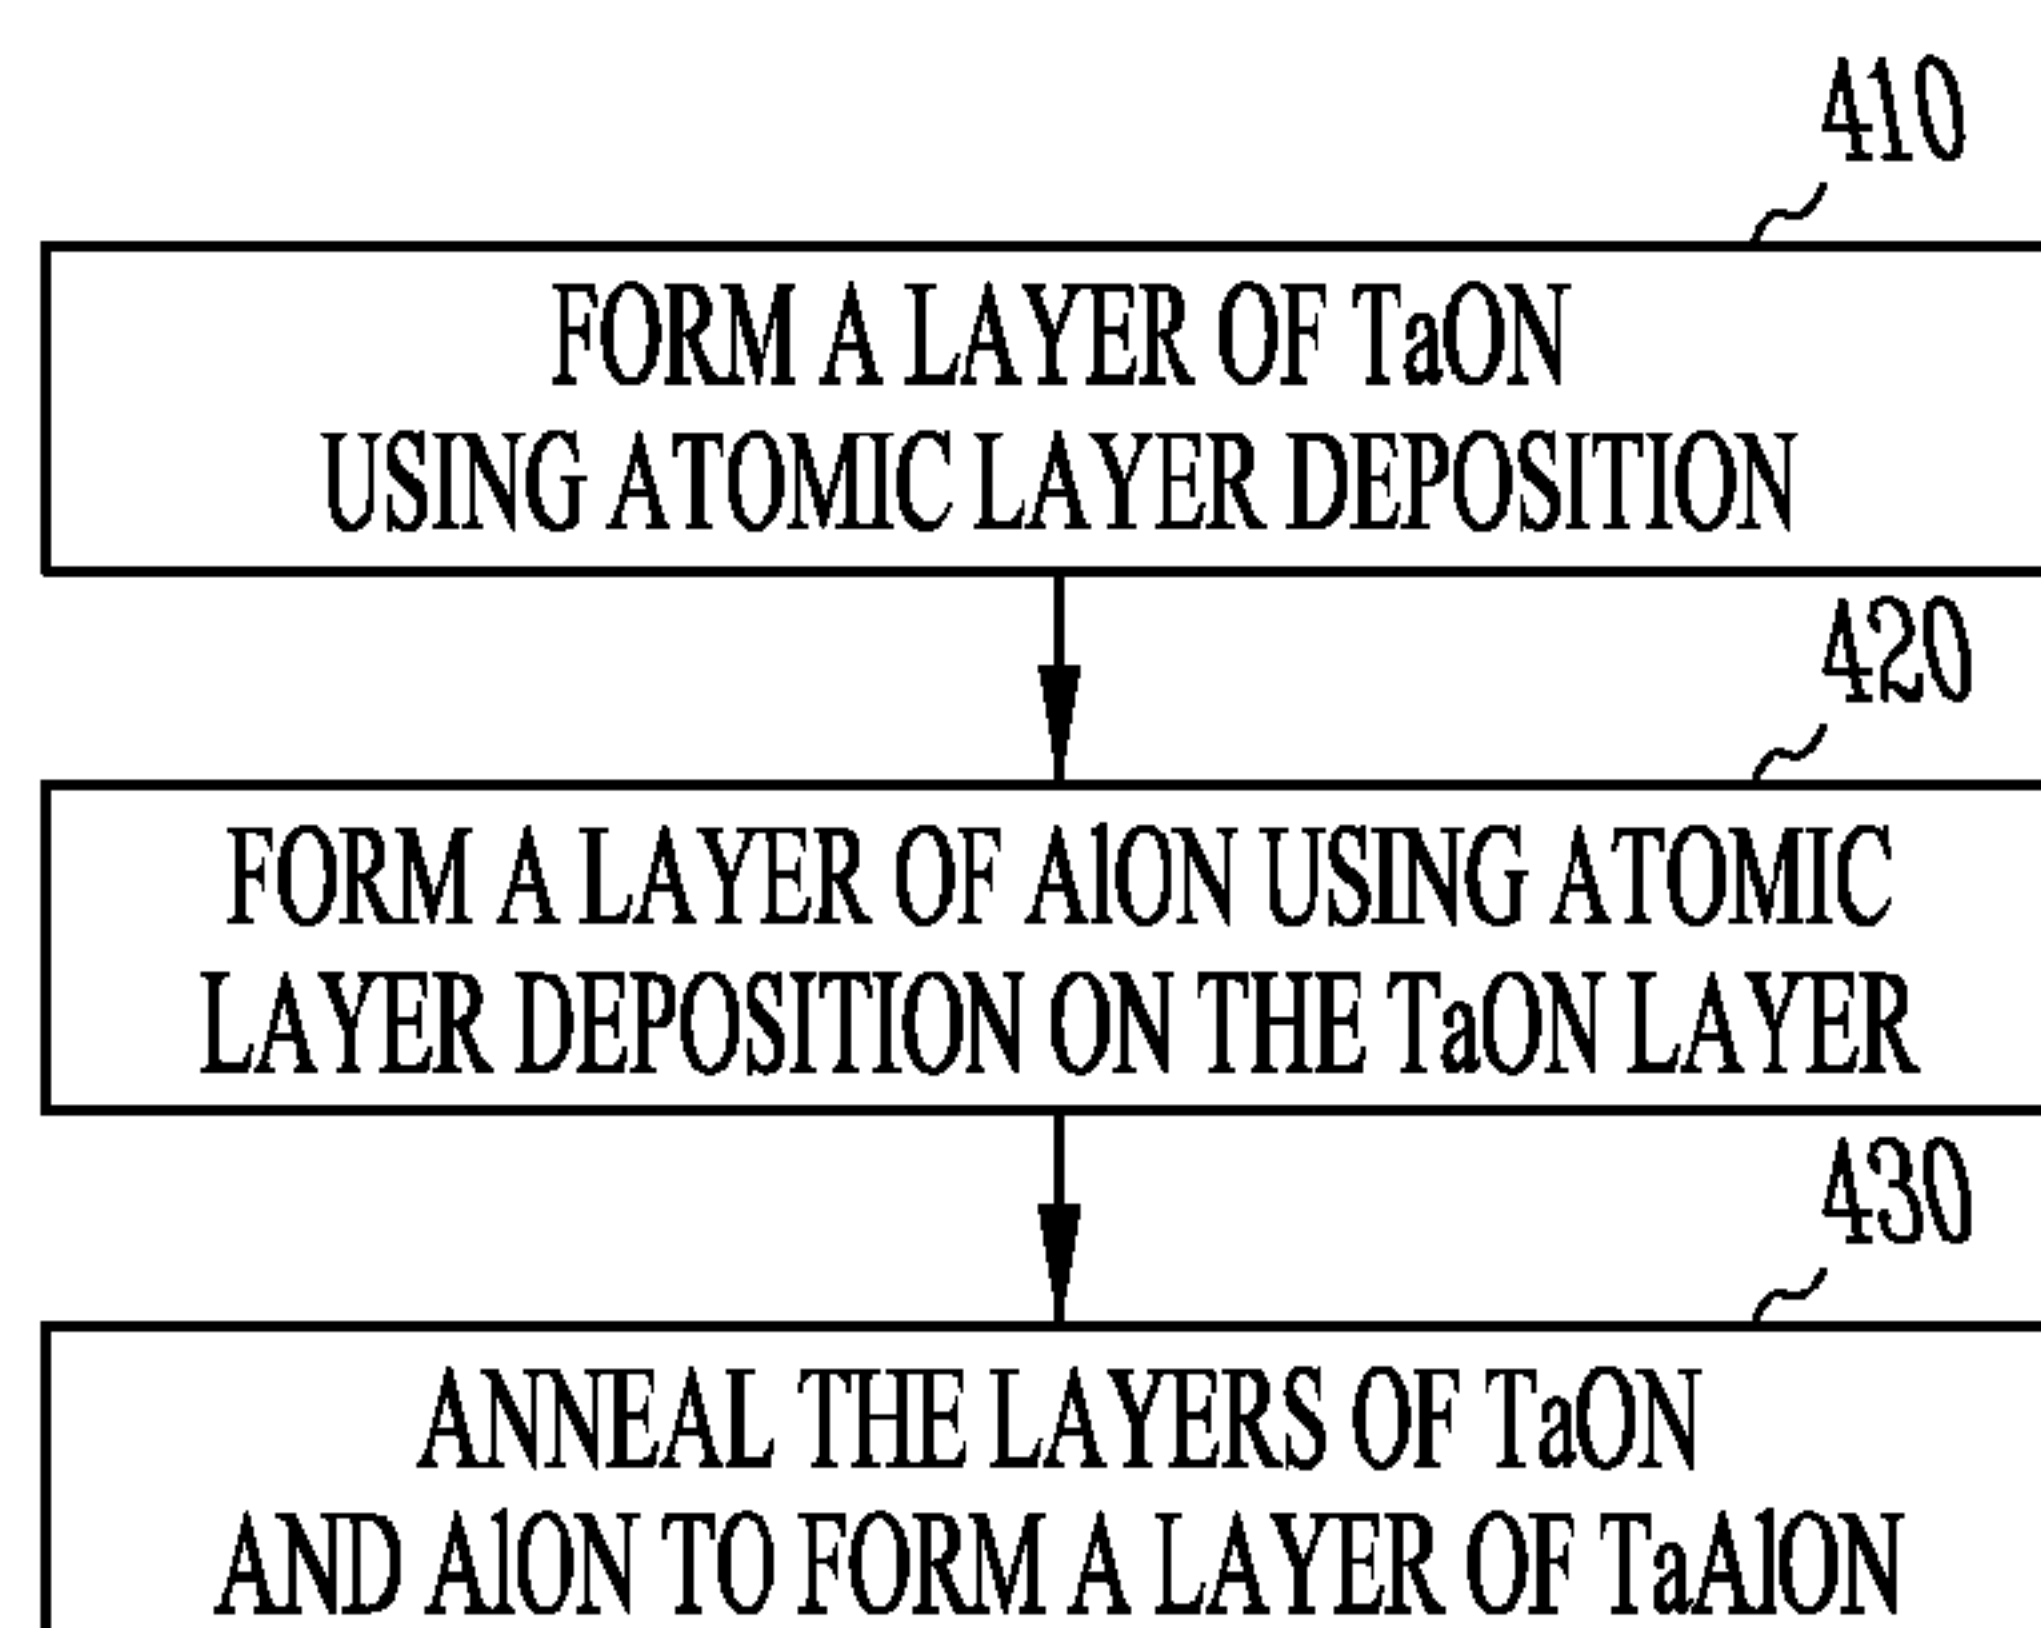 410
FORM A LAYER OF TaON
USING ATOMIC LAYER DEPOSITION
420
FORM A LAYER OF AlON USING ATOMIC
LAYER DEPOSITION ON THE TaON LAYER
430
ANNEAL THE LAYERS OF TaON
AND AlON TO FORM A LAYER OF TaAlON